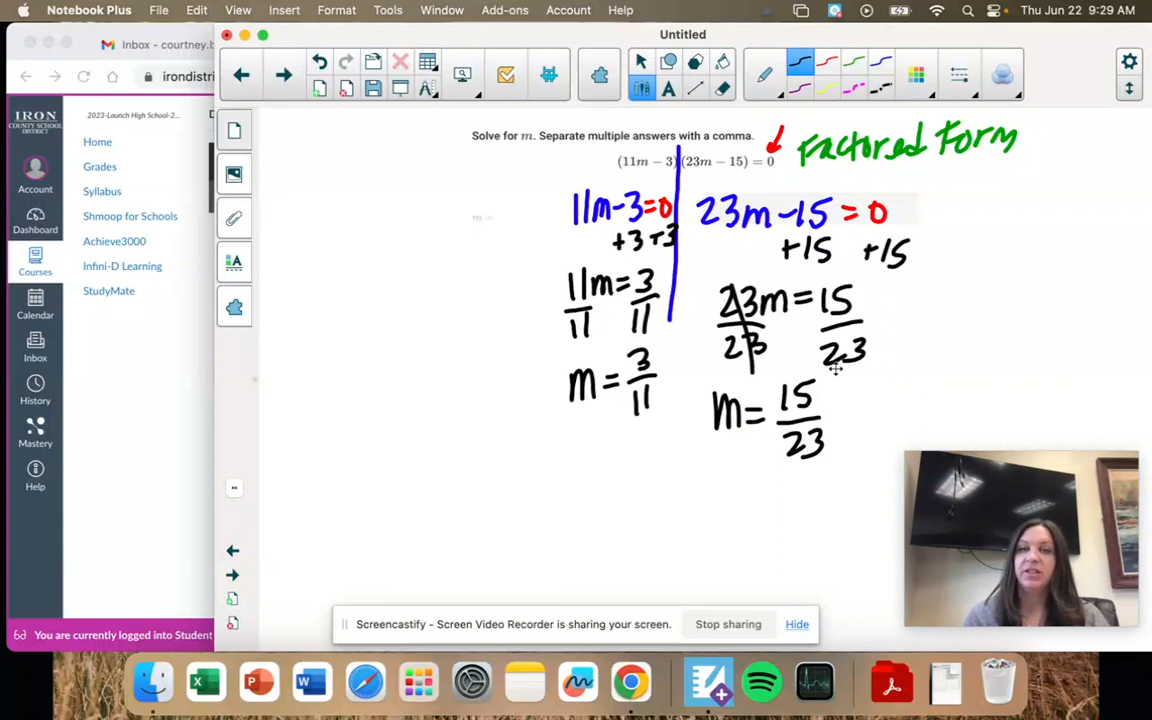 Notebook Plus File Edit View Insert Format Tools Window Add-ons Account Help Thu Jun 22 9:29 AM
Inbox - courtney.b
Untitled
irondistri
IRON
COUNTY SCHOOL
DISTRICT
2023-Launch High School-2...
Account
Dashboard
Courses
Calendar
Inbox
History
Mastery
Help
Home
Grades
Syllabus
Shmoop for Schools
Achieve3000
Infini-D Learning
StudyMate
You are currently logged into Student
Solve for m. Separate multiple answers with a comma.
(11m − 3)(23m − 15) = 0
Factored Form
11m-3=0
+3 +3
11m=3
11 11
m=3/11
23m-15=0
+15 +15
23m=15
23 23
m=15/23
Screencastify - Screen Video Recorder is sharing your screen. Stop sharing Hide